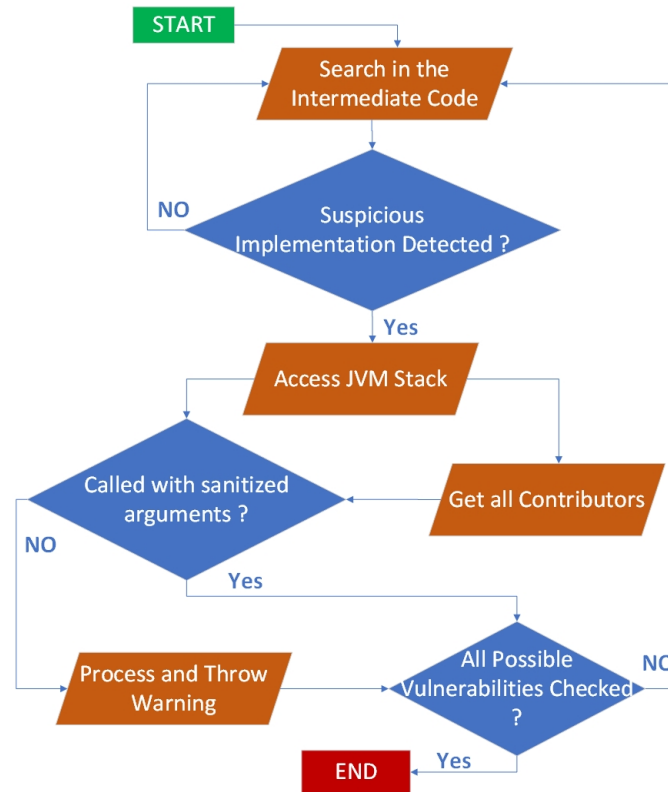 START
Search in the
Intermediate Code
NO
Suspicious
Implementation Detected ?
Yes
Access JVM Stack
Called with sanitized
arguments ?
Get all Contributors
NO
Yes
Process and Throw
Warning
All Possible
Vulnerabilities Checked
?
NO
Yes
END